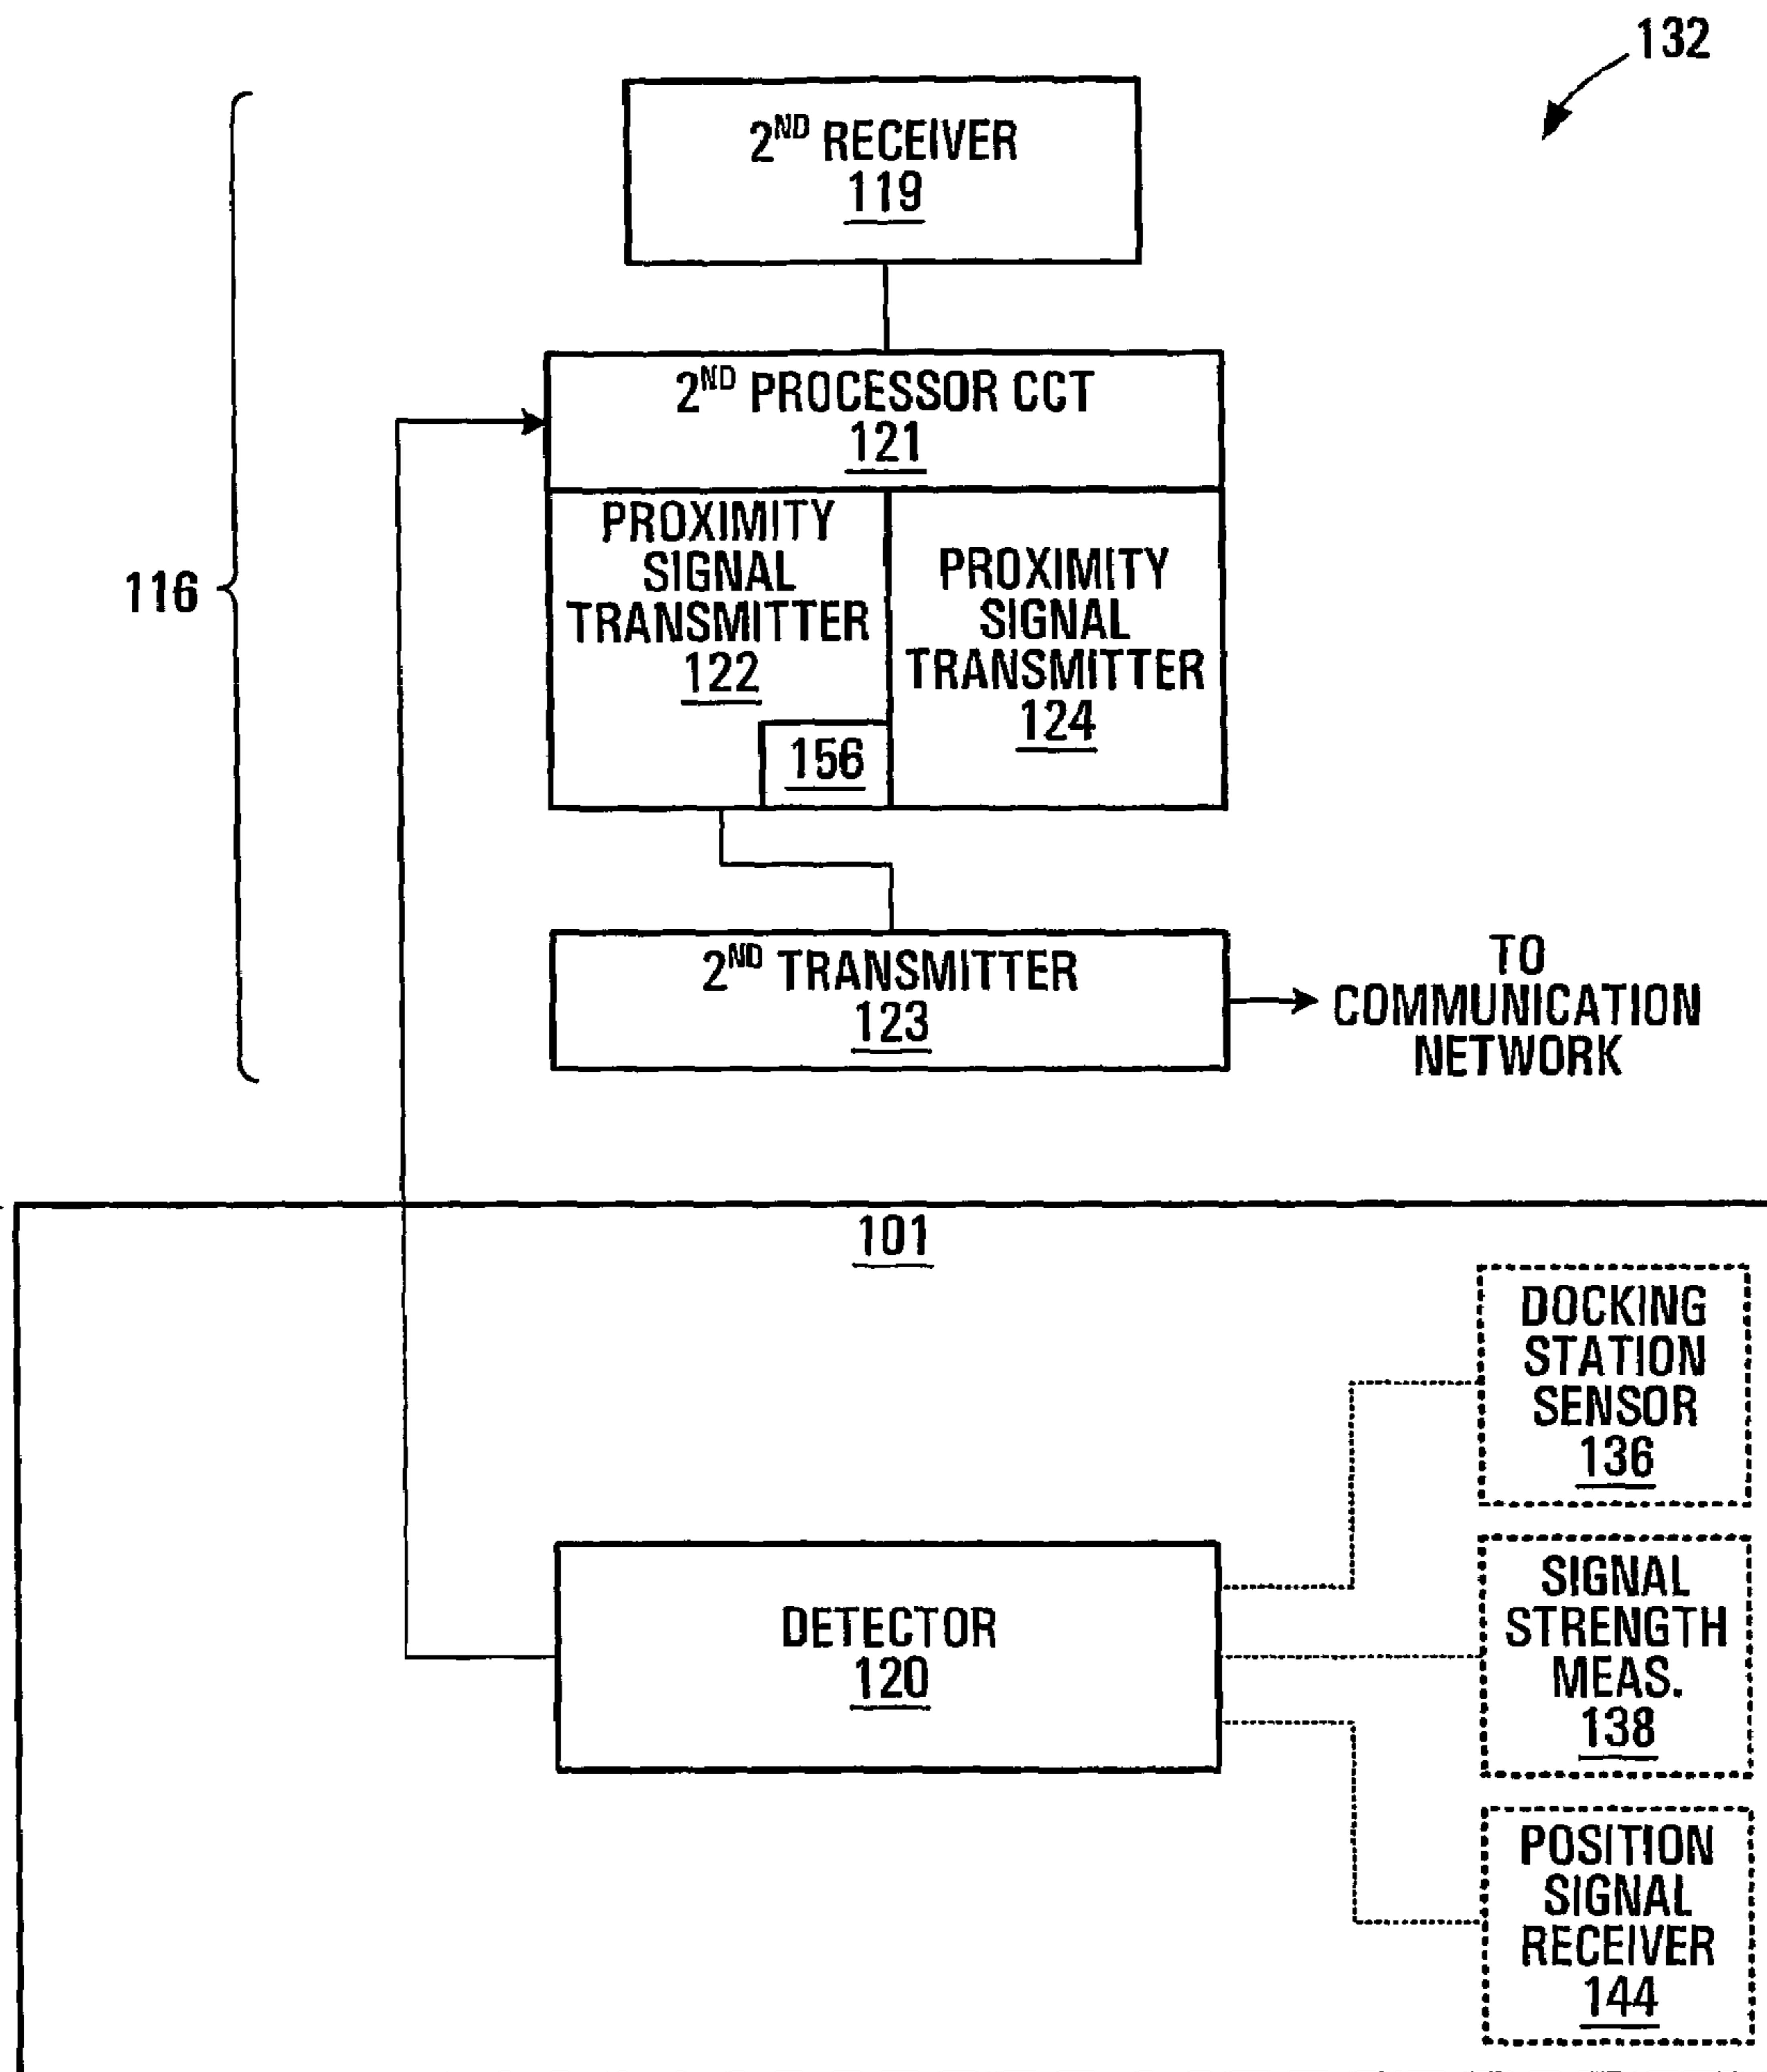 132
2ND RECEIVER
119
2ND PROCESSOR CCT
121
PROXIMITY
SIGNAL
TRANSMITTER
122
156
PROXIMITY
SIGNAL
TRANSMITTER
124
116
2ND TRANSMITTER
123
TO
COMMUNICATION
NETWORK
101
DOCKING
STATION
SENSOR
136
DETECTOR
120
SIGNAL
STRENGTH
MEAS.
138
POSITION
SIGNAL
RECEIVER
144